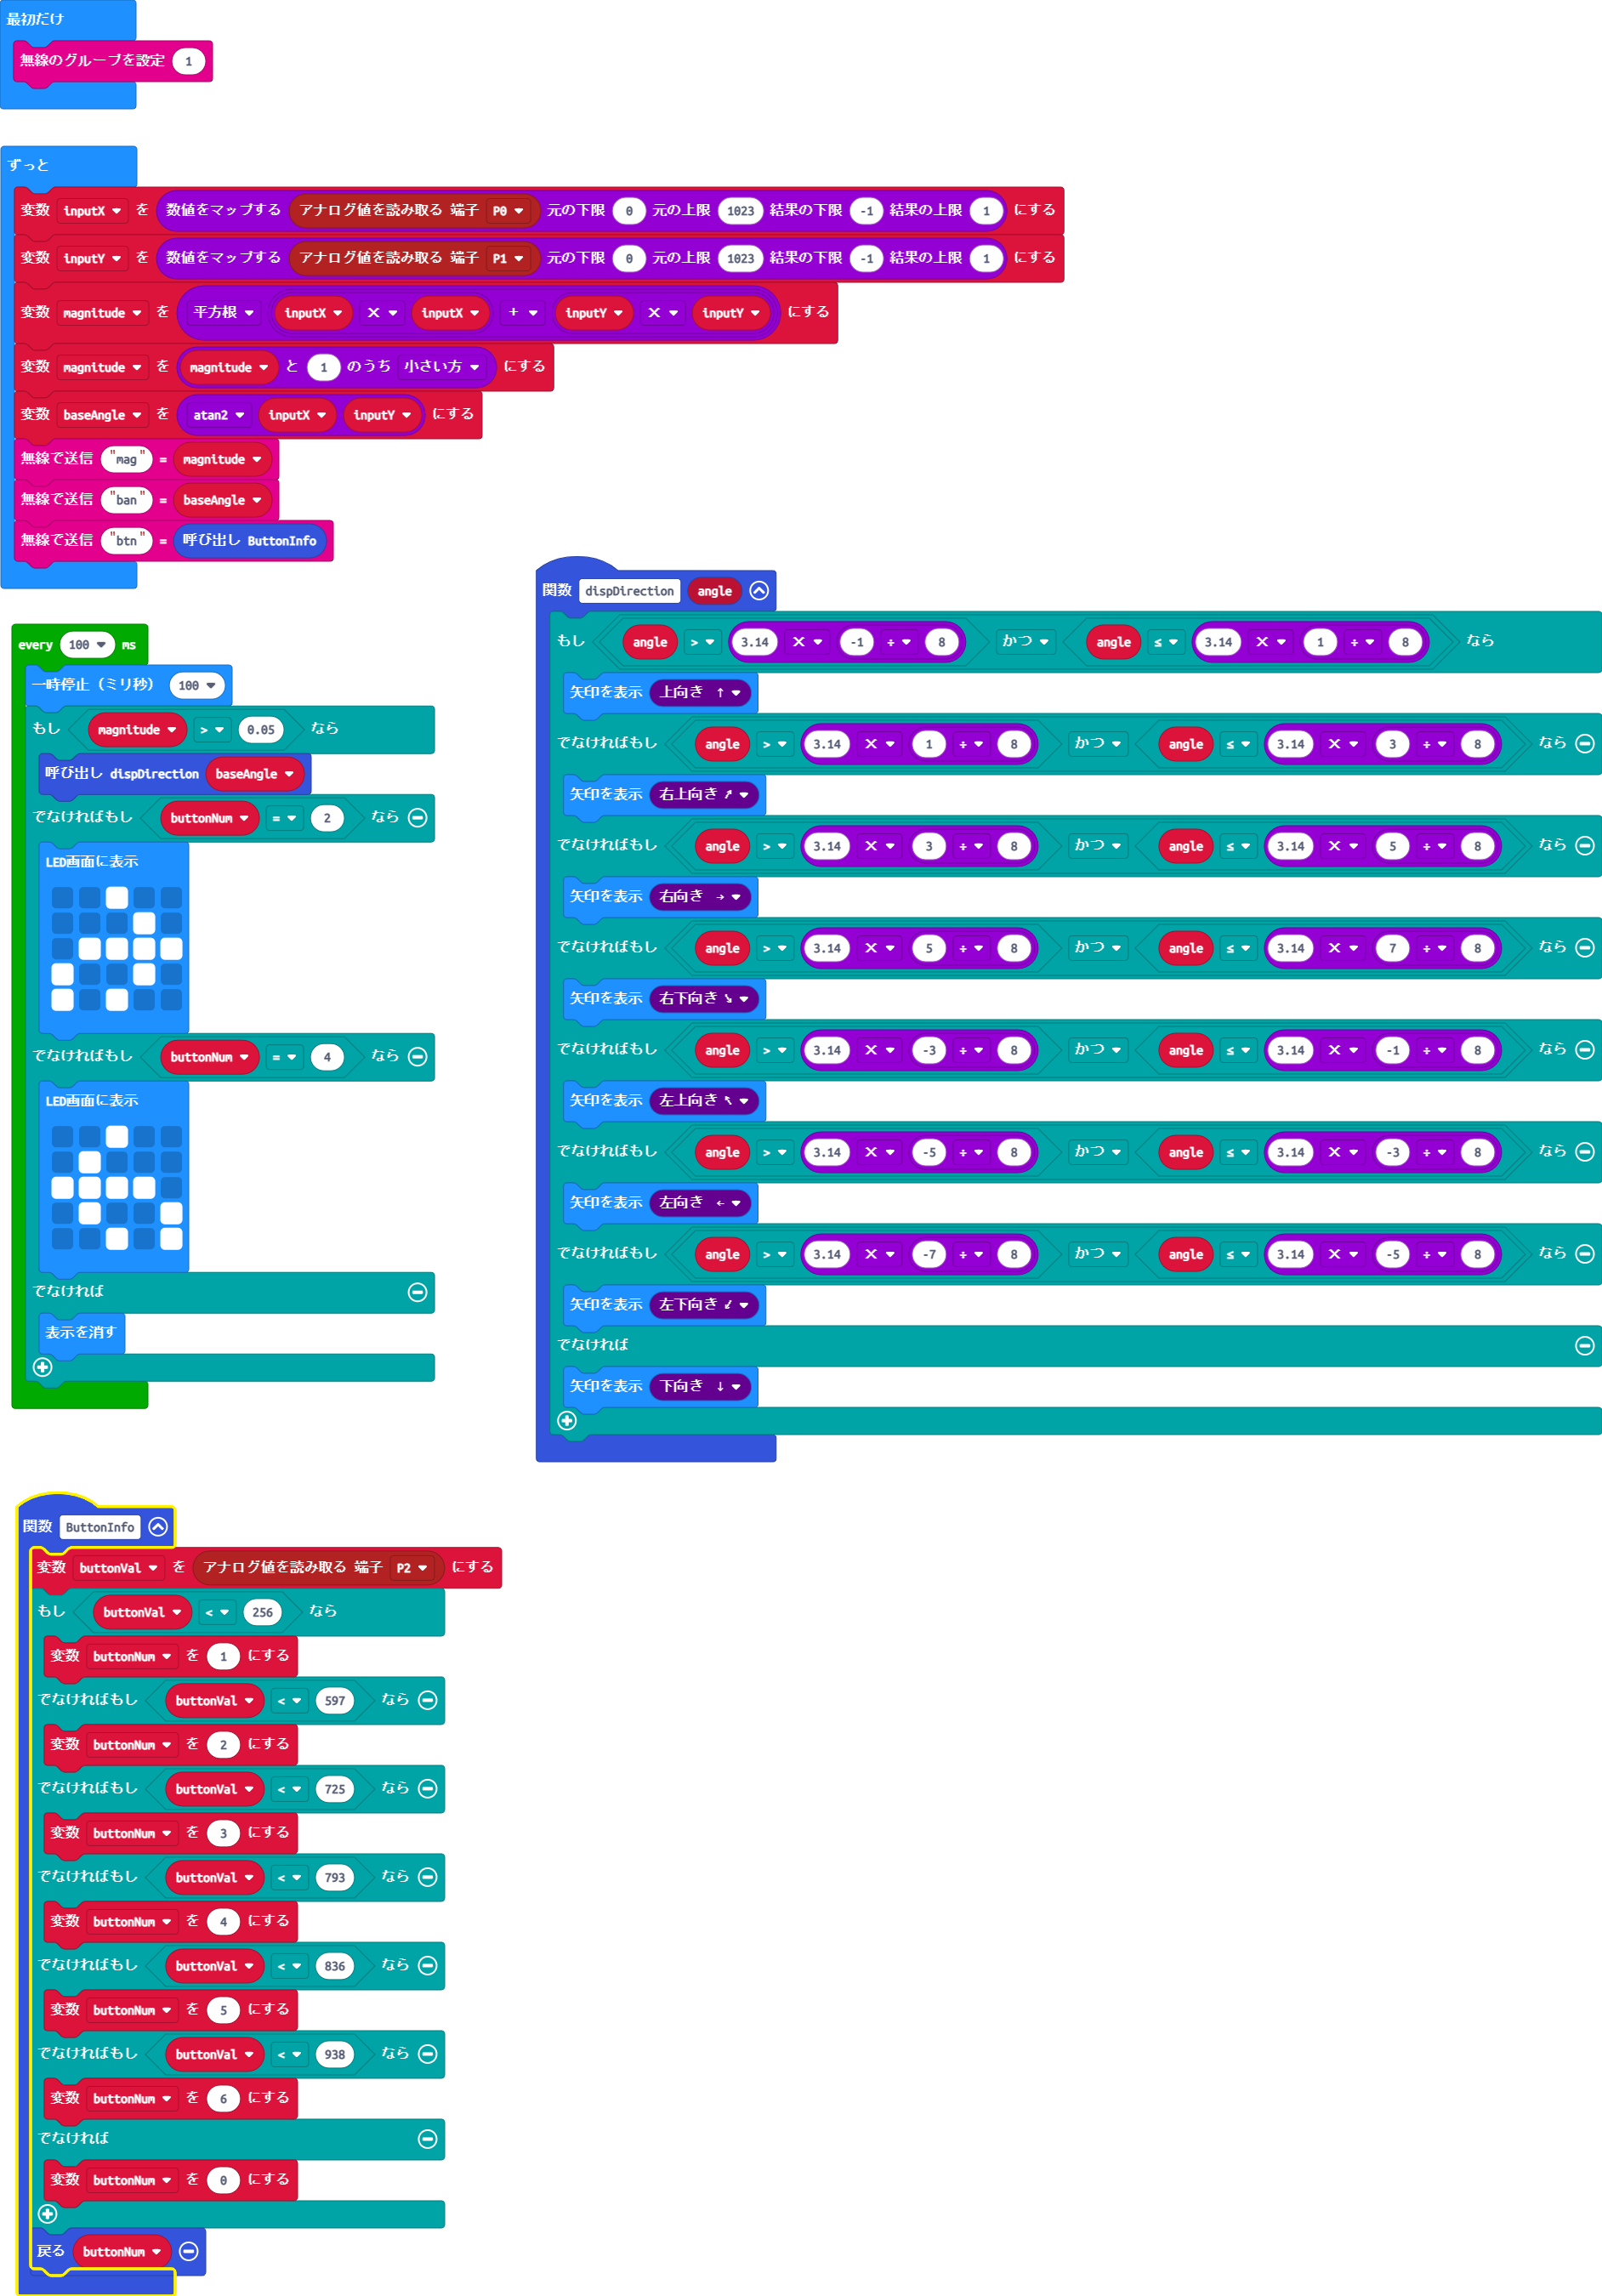 最初だけ
無線のグループを設定 1
ずっと
変数 inputX を 数値をマップする アナログ値を読み取る 端子 P0 元の下限 0 元の上限 1023 結果の下限 -1 結果の上限 1 にする
変数 inputY を 数値をマップする アナログ値を読み取る 端子 P1 元の下限 0 元の上限 1023 結果の下限 -1 結果の上限 1 にする
変数 magnitude を 平方根 inputX × inputX + inputY × inputY にする
変数 magnitude を magnitude と 1 のうち 小さい方 にする
変数 baseAngle を atan2 inputX inputY にする
無線で送信 "mag" = magnitude
無線で送信 "ban" = baseAngle
無線で送信 "btn" = 呼び出し ButtonInfo
every 100 ms
一時停止（ミリ秒） 100
もし magnitude > 0.05 なら
呼び出し dispDirection baseAngle
でなければもし buttonNum = 2 なら
LED画面に表示
でなければもし buttonNum = 4 なら
LED画面に表示
でなければ
表示を消す
関数 dispDirection angle
もし angle > 3.14 × -1 ÷ 8 かつ angle ≤ 3.14 × 1 ÷ 8 なら
矢印を表示 上向き ↑
でなければもし angle > 3.14 × 1 ÷ 8 かつ angle ≤ 3.14 × 3 ÷ 8 なら
矢印を表示 右上向き ↗
でなければもし angle > 3.14 × 3 ÷ 8 かつ angle ≤ 3.14 × 5 ÷ 8 なら
矢印を表示 右向き →
でなければもし angle > 3.14 × 5 ÷ 8 かつ angle ≤ 3.14 × 7 ÷ 8 なら
矢印を表示 右下向き ↘
でなければもし angle > 3.14 × -3 ÷ 8 かつ angle ≤ 3.14 × -1 ÷ 8 なら
矢印を表示 左上向き ↖
でなければもし angle > 3.14 × -5 ÷ 8 かつ angle ≤ 3.14 × -3 ÷ 8 なら
矢印を表示 左向き ←
でなければもし angle > 3.14 × -7 ÷ 8 かつ angle ≤ 3.14 × -5 ÷ 8 なら
矢印を表示 左下向き ↙
でなければ
矢印を表示 下向き ↓
関数 ButtonInfo
変数 buttonVal を アナログ値を読み取る 端子 P2 にする
もし buttonVal < 256 なら
変数 buttonNum を 1 にする
でなければもし buttonVal < 597 なら
変数 buttonNum を 2 にする
でなければもし buttonVal < 725 なら
変数 buttonNum を 3 にする
でなければもし buttonVal < 793 なら
変数 buttonNum を 4 にする
でなければもし buttonVal < 836 なら
変数 buttonNum を 5 にする
でなければもし buttonVal < 938 なら
変数 buttonNum を 6 にする
でなければ
変数 buttonNum を 0 にする
戻る buttonNum